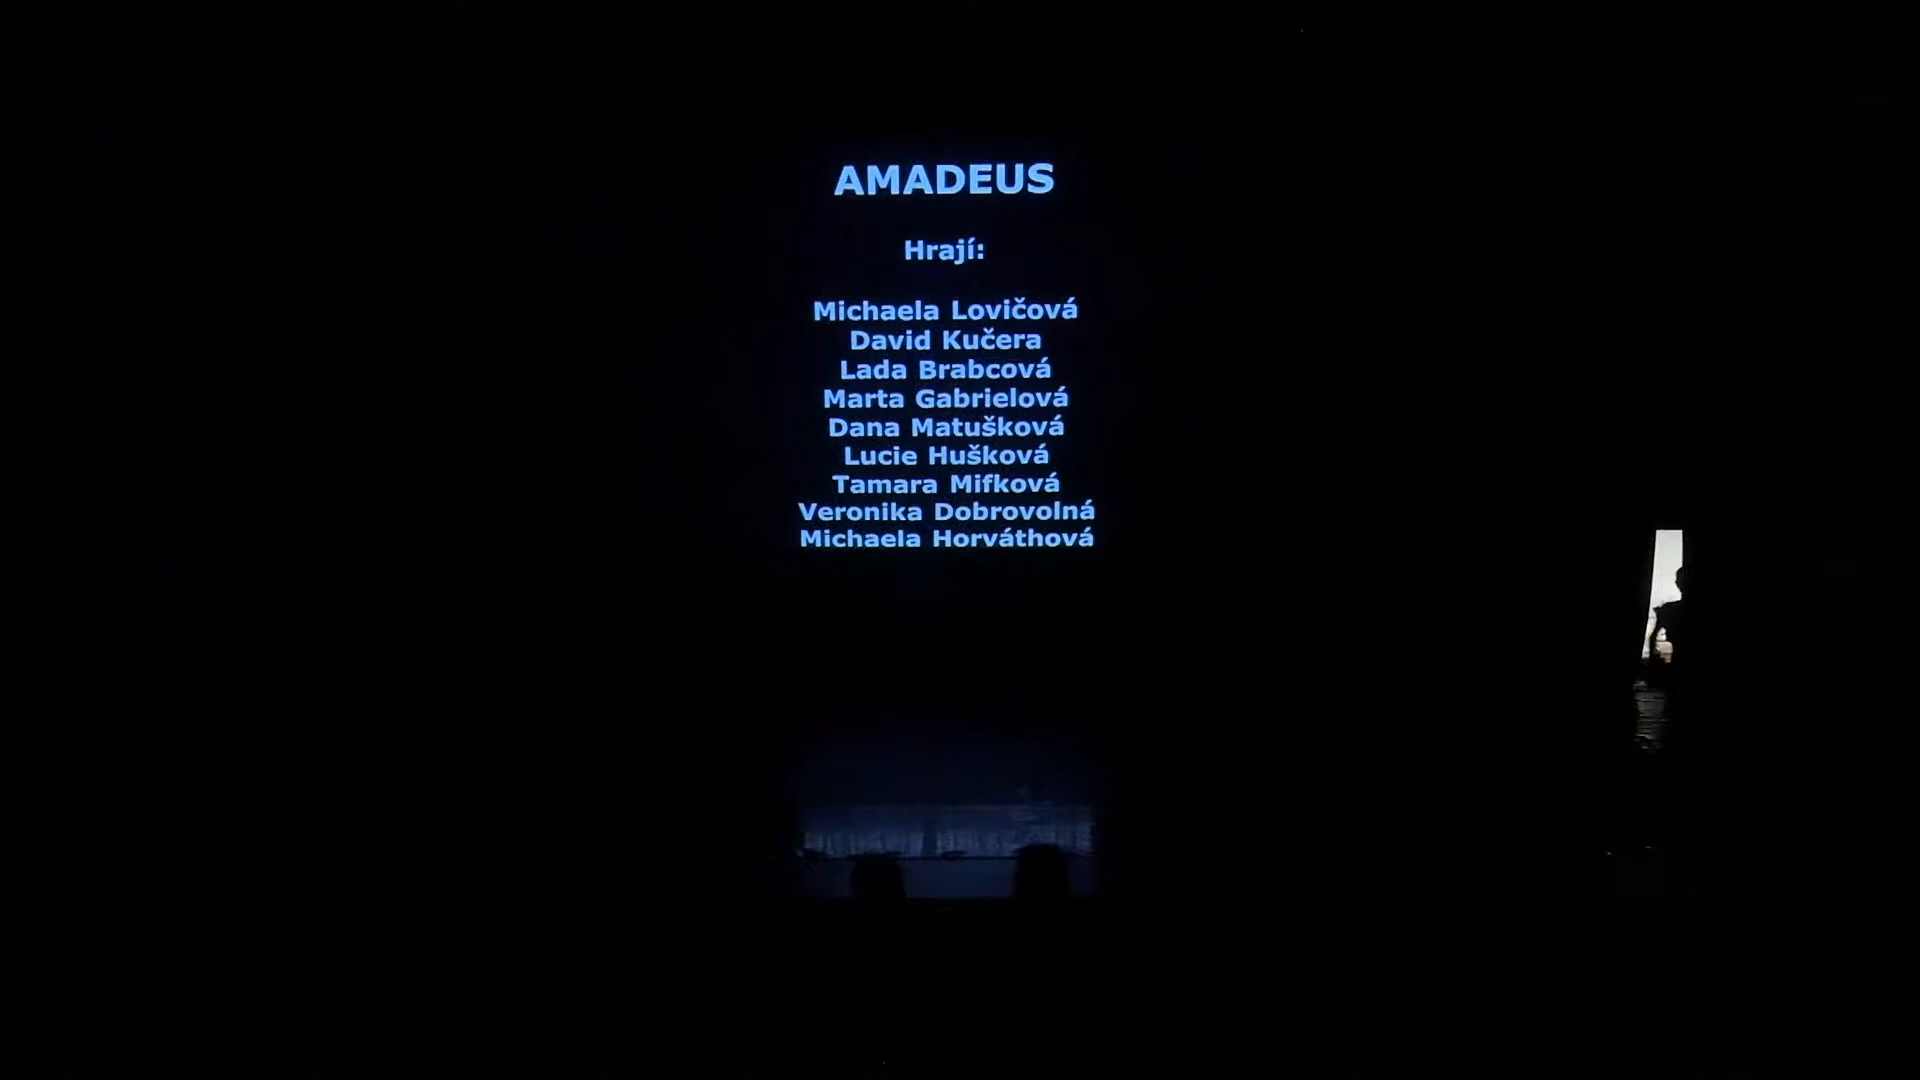 AMADEUS
Hrají:
Michaela Lovičová
David Kučera
Lada Brabcová
Marta Gabrielová
Dana Matušková
Lucie Hušková
Tamara Mifková
Veronika Dobrovolná
Michaela Horváthová